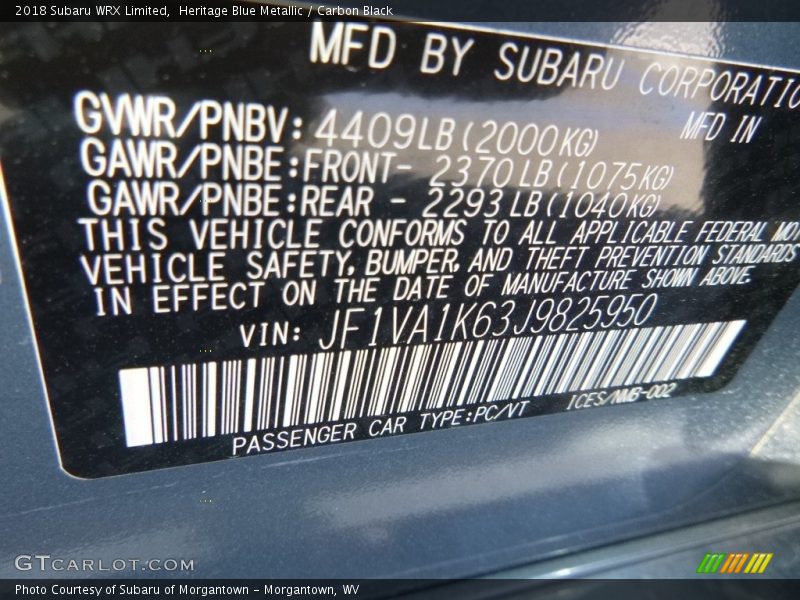 2018 Subaru WRX Limited, Heritage Blue Metallic / Carbon Black
MFD BY SUBARU CORPORATIO
MFD IN
GVWR/PNBV: 4409LB(2000KG)
GAWR/PNBE:FRONT- 2370LB(1075KG)
GAWR/PNBE:REAR - 2293LB(1040KG)
THIS VEHICLE CONFORMS TO ALL APPLICABLE FEDERAL MOT
VEHICLE SAFETY, BUMPER, AND THEFT PREVENTION STANDARDS
IN EFFECT ON THE DATE OF MANUFACTURE SHOWN ABOVE.
VIN: JF1VA1K63J9825950
PASSENGER CAR TYPE:PC/VT ICES/NMB-002
GTCARLOT.COM
Photo Courtesy of Subaru of Morgantown - Morgantown, WV